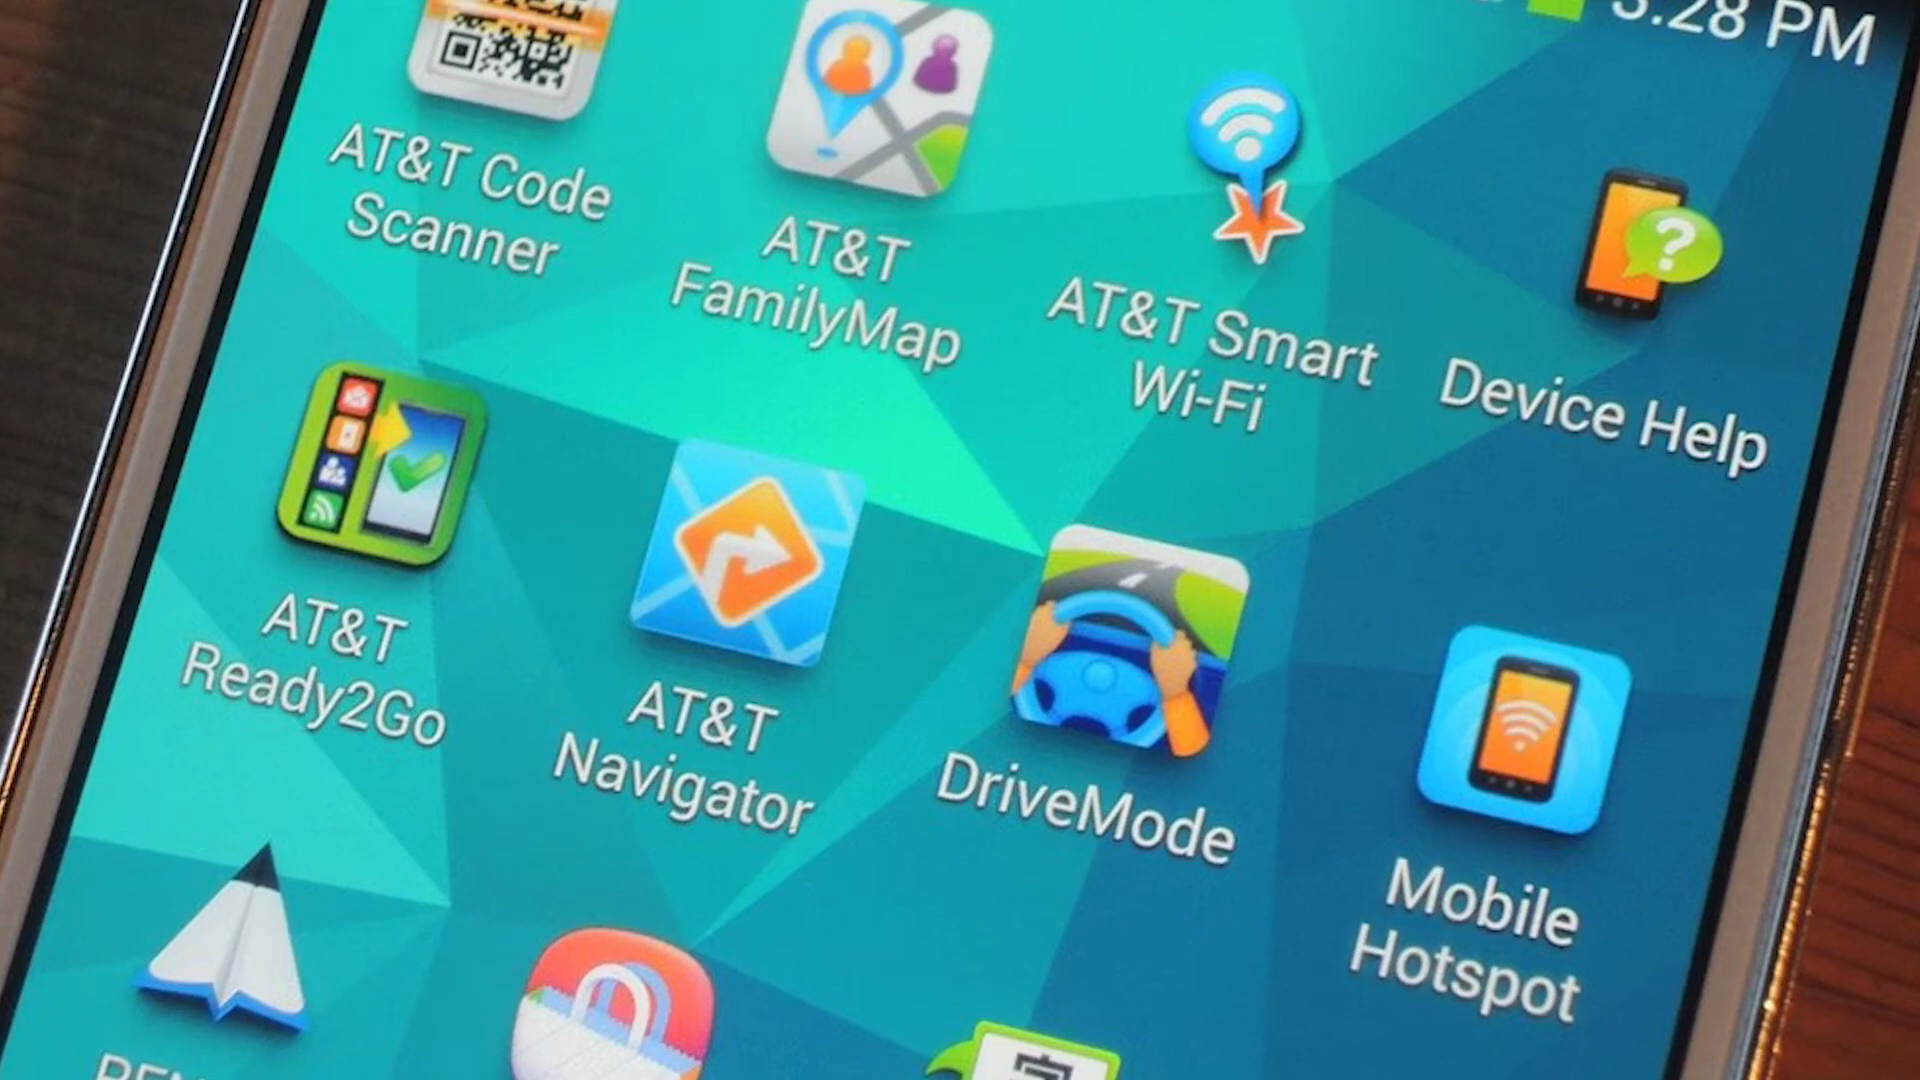 :28 PM
AT&T Code
Scanner
AT&T
FamilyMap
AT&T Smart
Wi-Fi
Device Help
AT&T
Ready2Go
AT&T
Navigator
DriveMode
Mobile
Hotspot